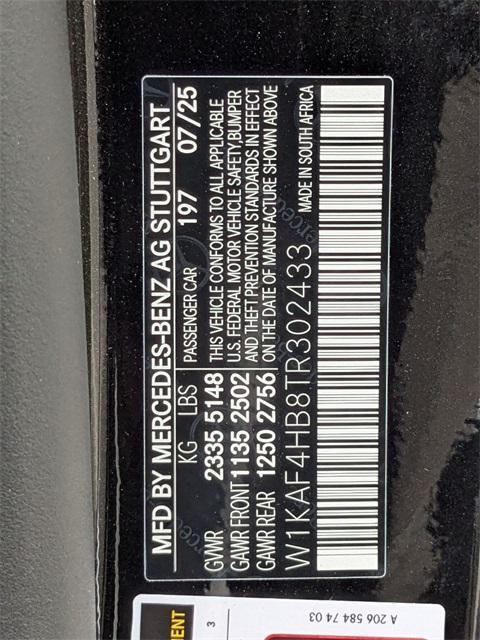 MFD BY MERCEDES-BENZ AG STUTTGART
KG LBS PASSENGER CAR 197 07/25
GVWR 2335 5148 THIS VEHICLE CONFORMS TO ALL APPLICABLE
U.S. FEDERAL MOTOR VEHICLE SAFETY,BUMPER
GAWR FRONT 1135 2502 AND THEFT PREVENTION STANDARDS IN EFFECT
GAWR REAR 1250 2756 ON THE DATE OF MANUFACTURE SHOWN ABOVE
W1KAF4HB8TR302433 MADE IN SOUTH AFRICA
A 206 584 74 03
3